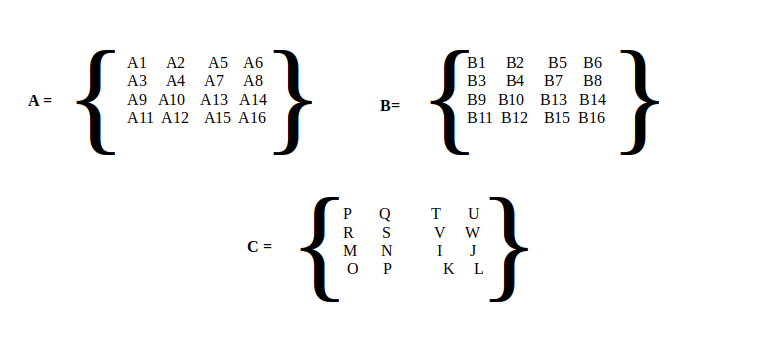 A1 A2 A5 A6
A3 A4 A7 A8
A = {
A9 A10 A13 A14
A11 A12 A15 A16 }
B1 B2 B5 B6
B3 B4 B7 B8
B= {
B9 B10 B13 B14
B11 B12 B15 B16 }
P Q T U
R S V W
C = {
M N I J
O P K L }